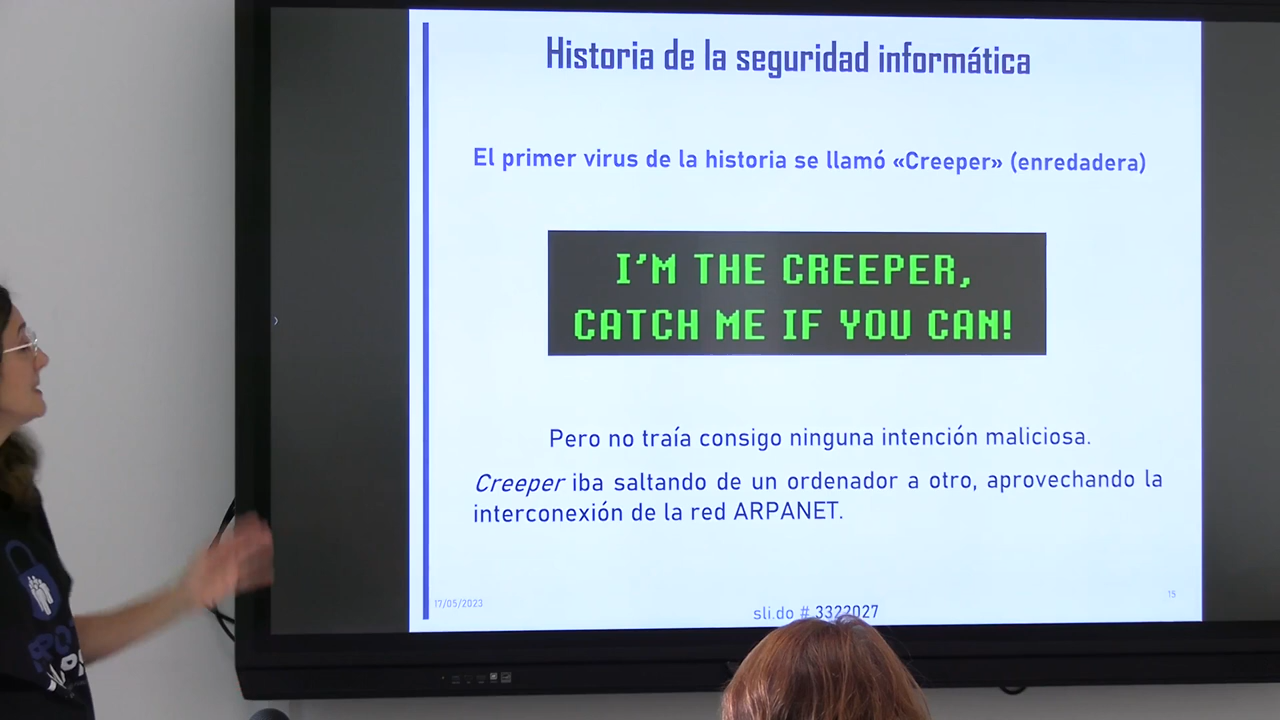 Historia de la seguridad informática
El primer virus de la historia se llamó «Creeper» (enredadera)
I'M THE CREEPER,
CATCH ME IF YOU CAN!
Pero no traía consigo ninguna intención maliciosa.
Creeper iba saltando de un ordenador a otro, aprovechando la
interconexión de la red ARPANET.
17/05/2023
sli.do # 3322027
15